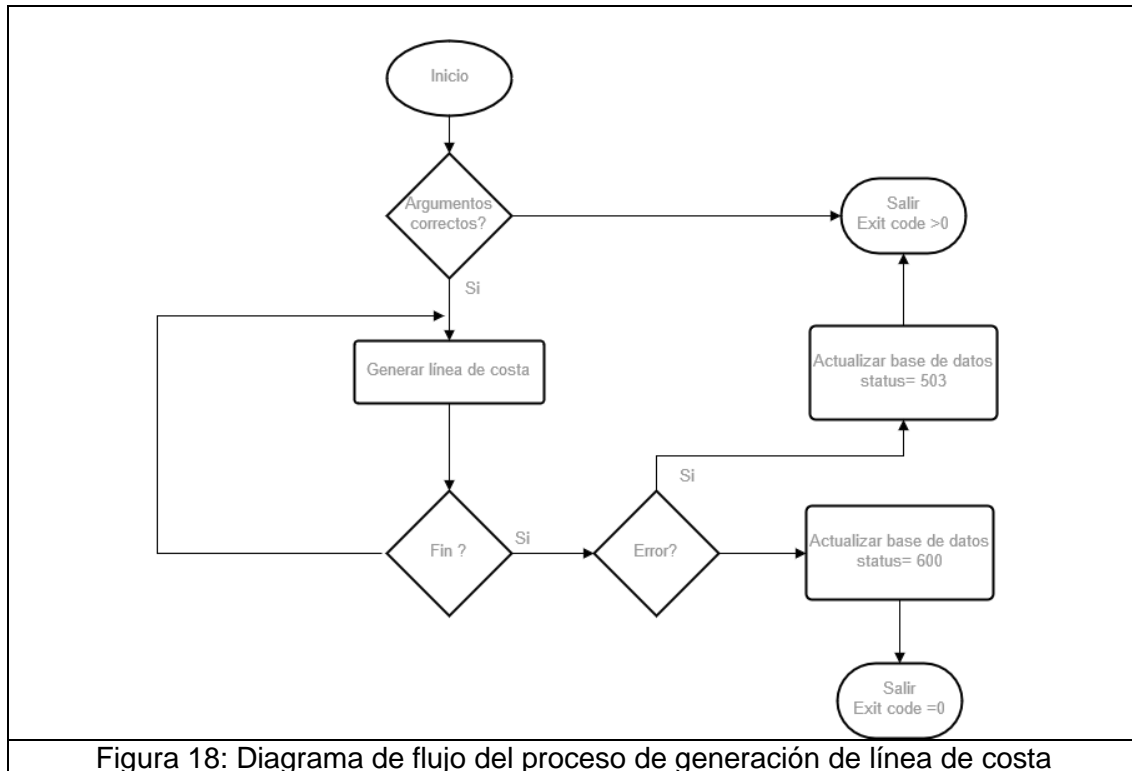 Inicio
Argumentos
correctos?
Salir
Exit code >0
Si
Generar línea de costa
Actualizar base de datos
status= 503
Si
Fin ?
Si
Error?
Actualizar base de datos
status= 600
Salir
Exit code =0
Figura 18: Diagrama de flujo del proceso de generación de línea de costa